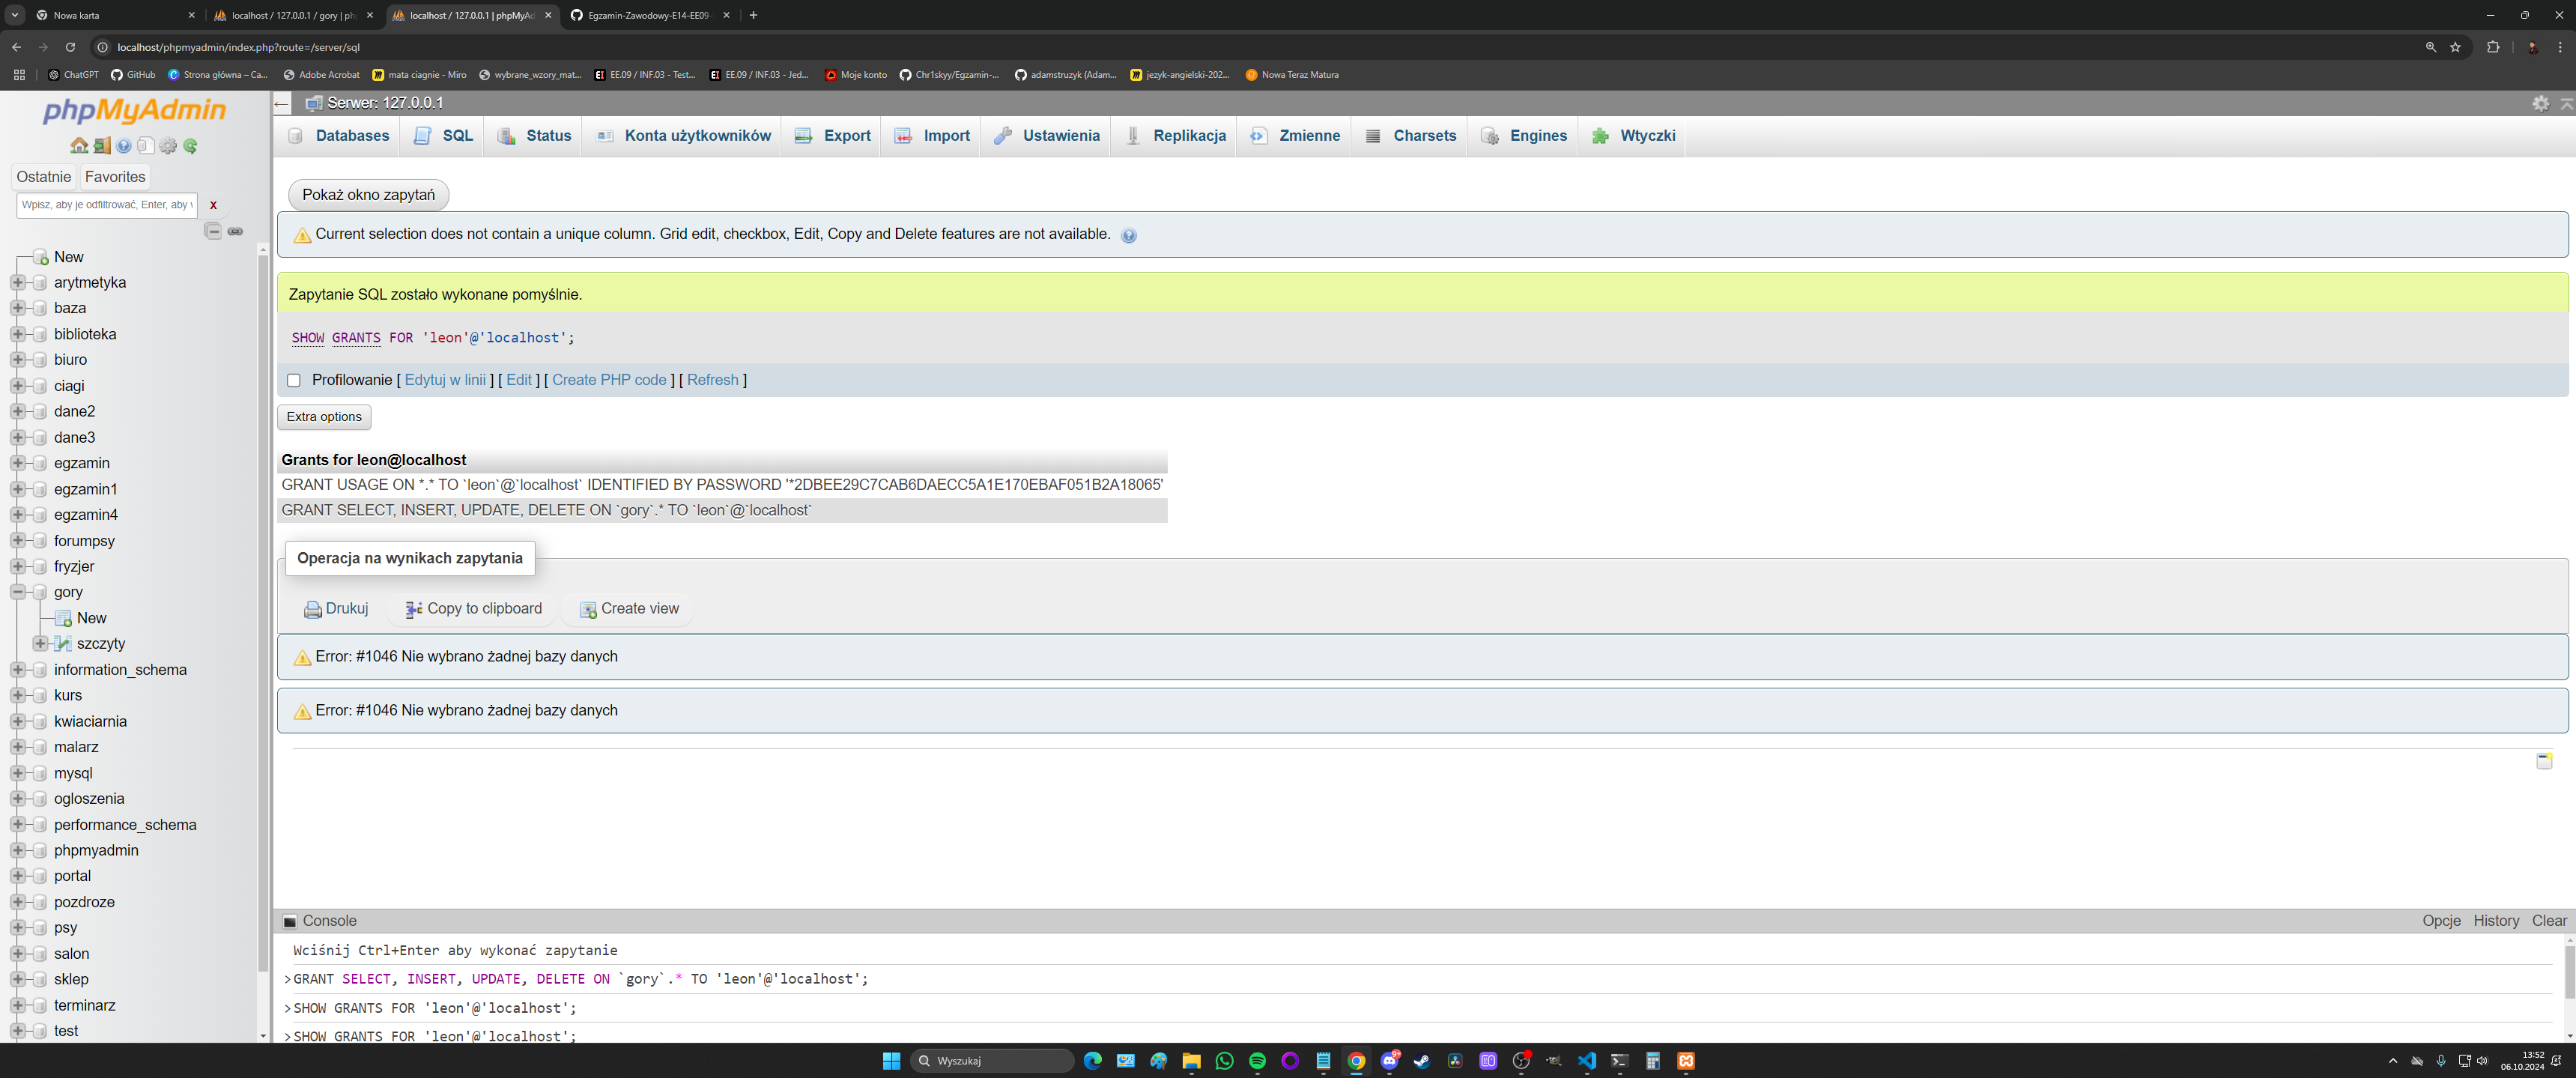 Nowa karta
localhost / 127.0.0.1 / gory | ph
localhost / 127.0.0.1 | phpMyAd
Egzamin-Zawodowy-E14-EE09-
localhost/phpmyadmin/index.php?route=/server/sql
ChatGPT
GitHub
Strona główna – Ca...
Adobe Acrobat
mata ciagnie - Miro
wybrane_wzory_mat...
EE.09 / INF.03 - Test...
EE.09 / INF.03 - Jed...
Moje konto
Chr1skyy/Egzamin-...
adamstruzyk (Adam...
jezyk-angielski-202...
Nowa Teraz Matura
phpMyAdmin
Ostatnie Favorites
Wpisz, aby je odfiltrować, Enter, aby
X
New
arytmetyka
baza
biblioteka
biuro
ciagi
dane2
dane3
egzamin
egzamin1
egzamin4
forumpsy
fryzjer
gory
New
szczyty
information_schema
kurs
kwiaciarnia
malarz
mysql
ogloszenia
performance_schema
phpmyadmin
portal
pozdroze
psy
salon
sklep
terminarz
test
Serwer: 127.0.0.1
Databases
SQL
Status
Konta użytkowników
Export
Import
Ustawienia
Replikacja
Zmienne
Charsets
Engines
Wtyczki
Pokaż okno zapytań
Current selection does not contain a unique column. Grid edit, checkbox, Edit, Copy and Delete features are not available.
Zapytanie SQL zostało wykonane pomyślnie.
SHOW GRANTS FOR 'leon'@'localhost';
Profilowanie [ Edytuj w linii ] [ Edit ] [ Create PHP code ] [ Refresh ]
Extra options
Grants for leon@localhost
GRANT USAGE ON *.* TO `leon`@`localhost` IDENTIFIED BY PASSWORD '*2DBEE29C7CAB6DAECC5A1E170EBAF051B2A18065'
GRANT SELECT, INSERT, UPDATE, DELETE ON `gory`.* TO `leon`@`localhost`
Operacja na wynikach zapytania
Drukuj
Copy to clipboard
Create view
Error: #1046 Nie wybrano żadnej bazy danych
Error: #1046 Nie wybrano żadnej bazy danych
Console
Opcje History Clear
Wciśnij Ctrl+Enter aby wykonać zapytanie
>GRANT SELECT, INSERT, UPDATE, DELETE ON `gory`.* TO 'leon'@'localhost';
>SHOW GRANTS FOR 'leon'@'localhost';
>SHOW GRANTS FOR 'leon'@'localhost';
Wyszukaj
13:52
06.10.2024